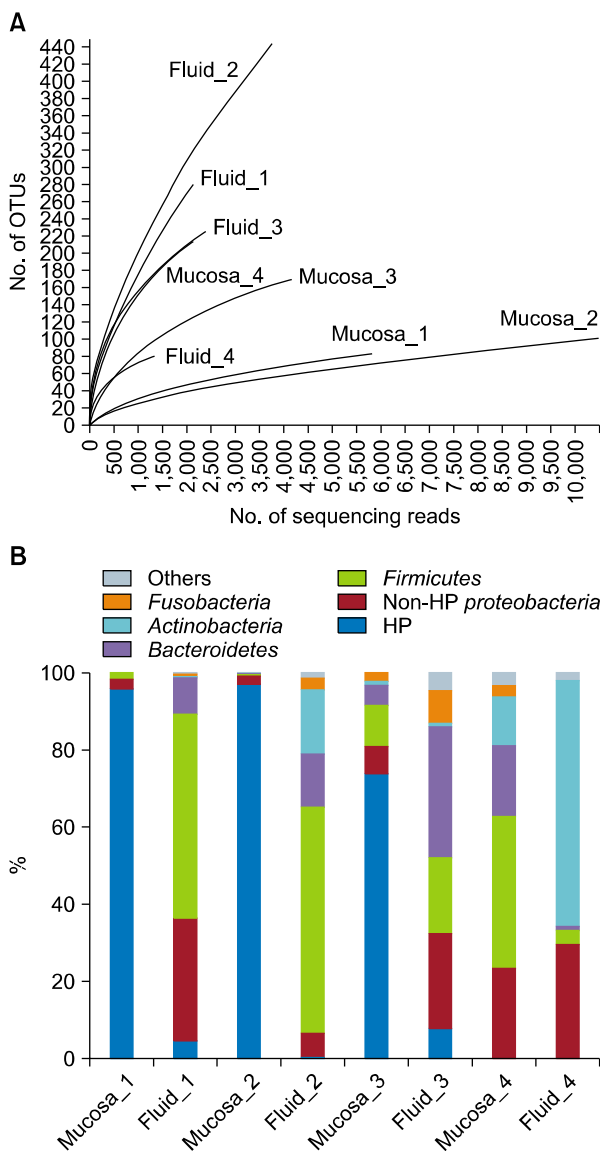 A
440
420
400
380
360
340
320
300
280
260
240
220
200
180
160
140
120
100
80
60
40
20
0
No. of OTUs
Fluid_2
Fluid_1
Fluid_3
Mucosa_4
Mucosa_3
Mucosa_1
Mucosa_2
Fluid_4
0
500
1,000
1,500
2,000
2,500
3,000
3,500
4,000
4,500
5,000
5,500
6,000
6,500
7,000
7,500
8,000
8,500
9,000
9,500
10,000
No. of sequencing reads
B
Others
Fusobacteria
Actinobacteria
Bacteroidetes
Firmicutes
Non-HP proteobacteria
HP
100
80
60
40
20
0
%
Mucosa_1
Fluid_1
Mucosa_2
Fluid_2
Mucosa_3
Fluid_3
Mucosa_4
Fluid_4